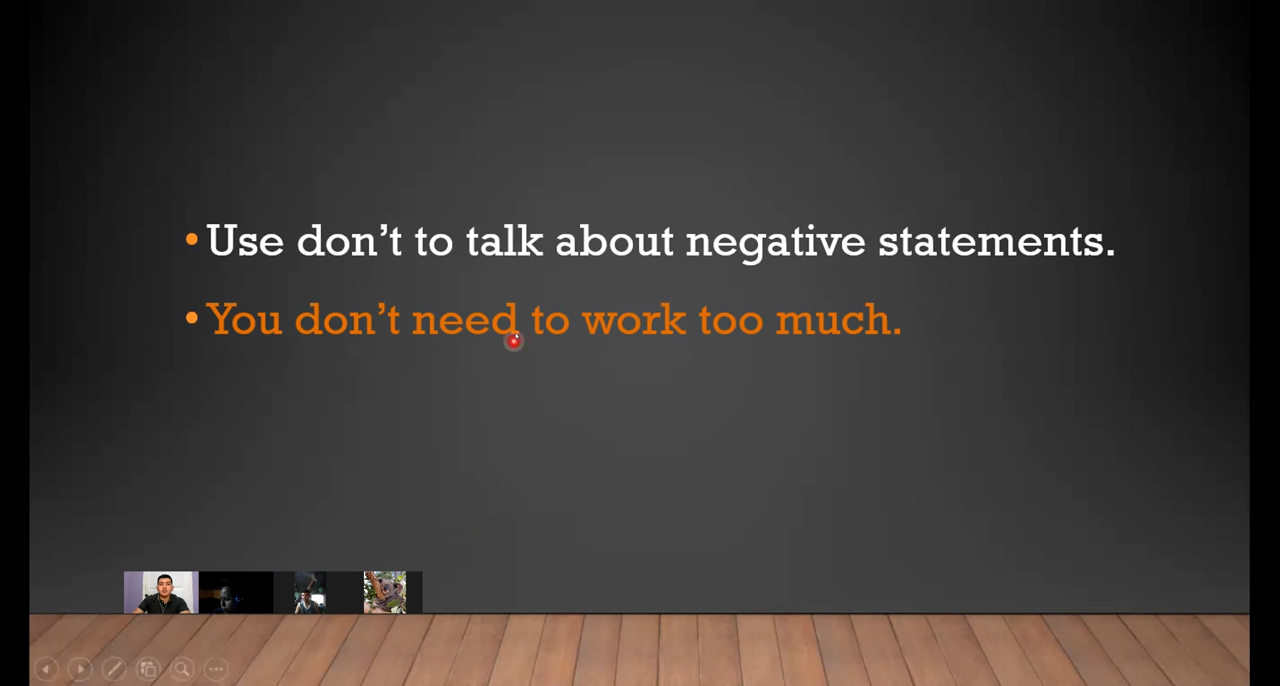 Use don’t to talk about negative statements.
You don’t need to work too much.